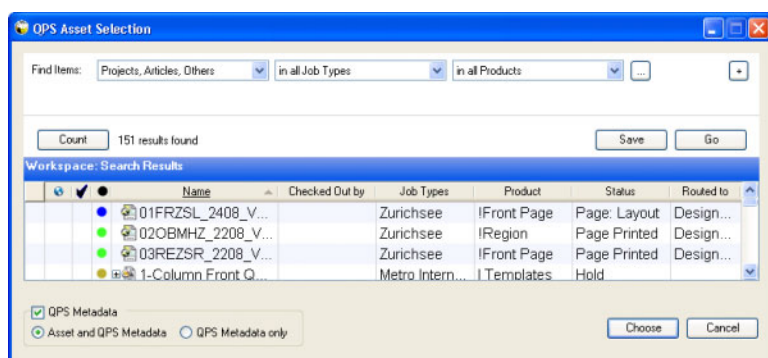 QPS Asset Selection
Find Items: Projects, Articles, Others in all Job Types in all Products ... +
Count 151 results found Save Go
Workspace: Search Results
Name Checked Out by Job Types Product Status Routed to
01FRZSL_2408_V... Zurichsee !Front Page Page: Layout Design...
02OBMHZ_2208_V... Zurichsee !Region Page Printed Design...
03REZSR_2208_V... Zurichsee !Front Page Page Printed Design...
1-Column Front Q... Metro Intern... | Templates Hold
QPS Metadata
Asset and QPS Metadata QPS Metadata only
Choose Cancel